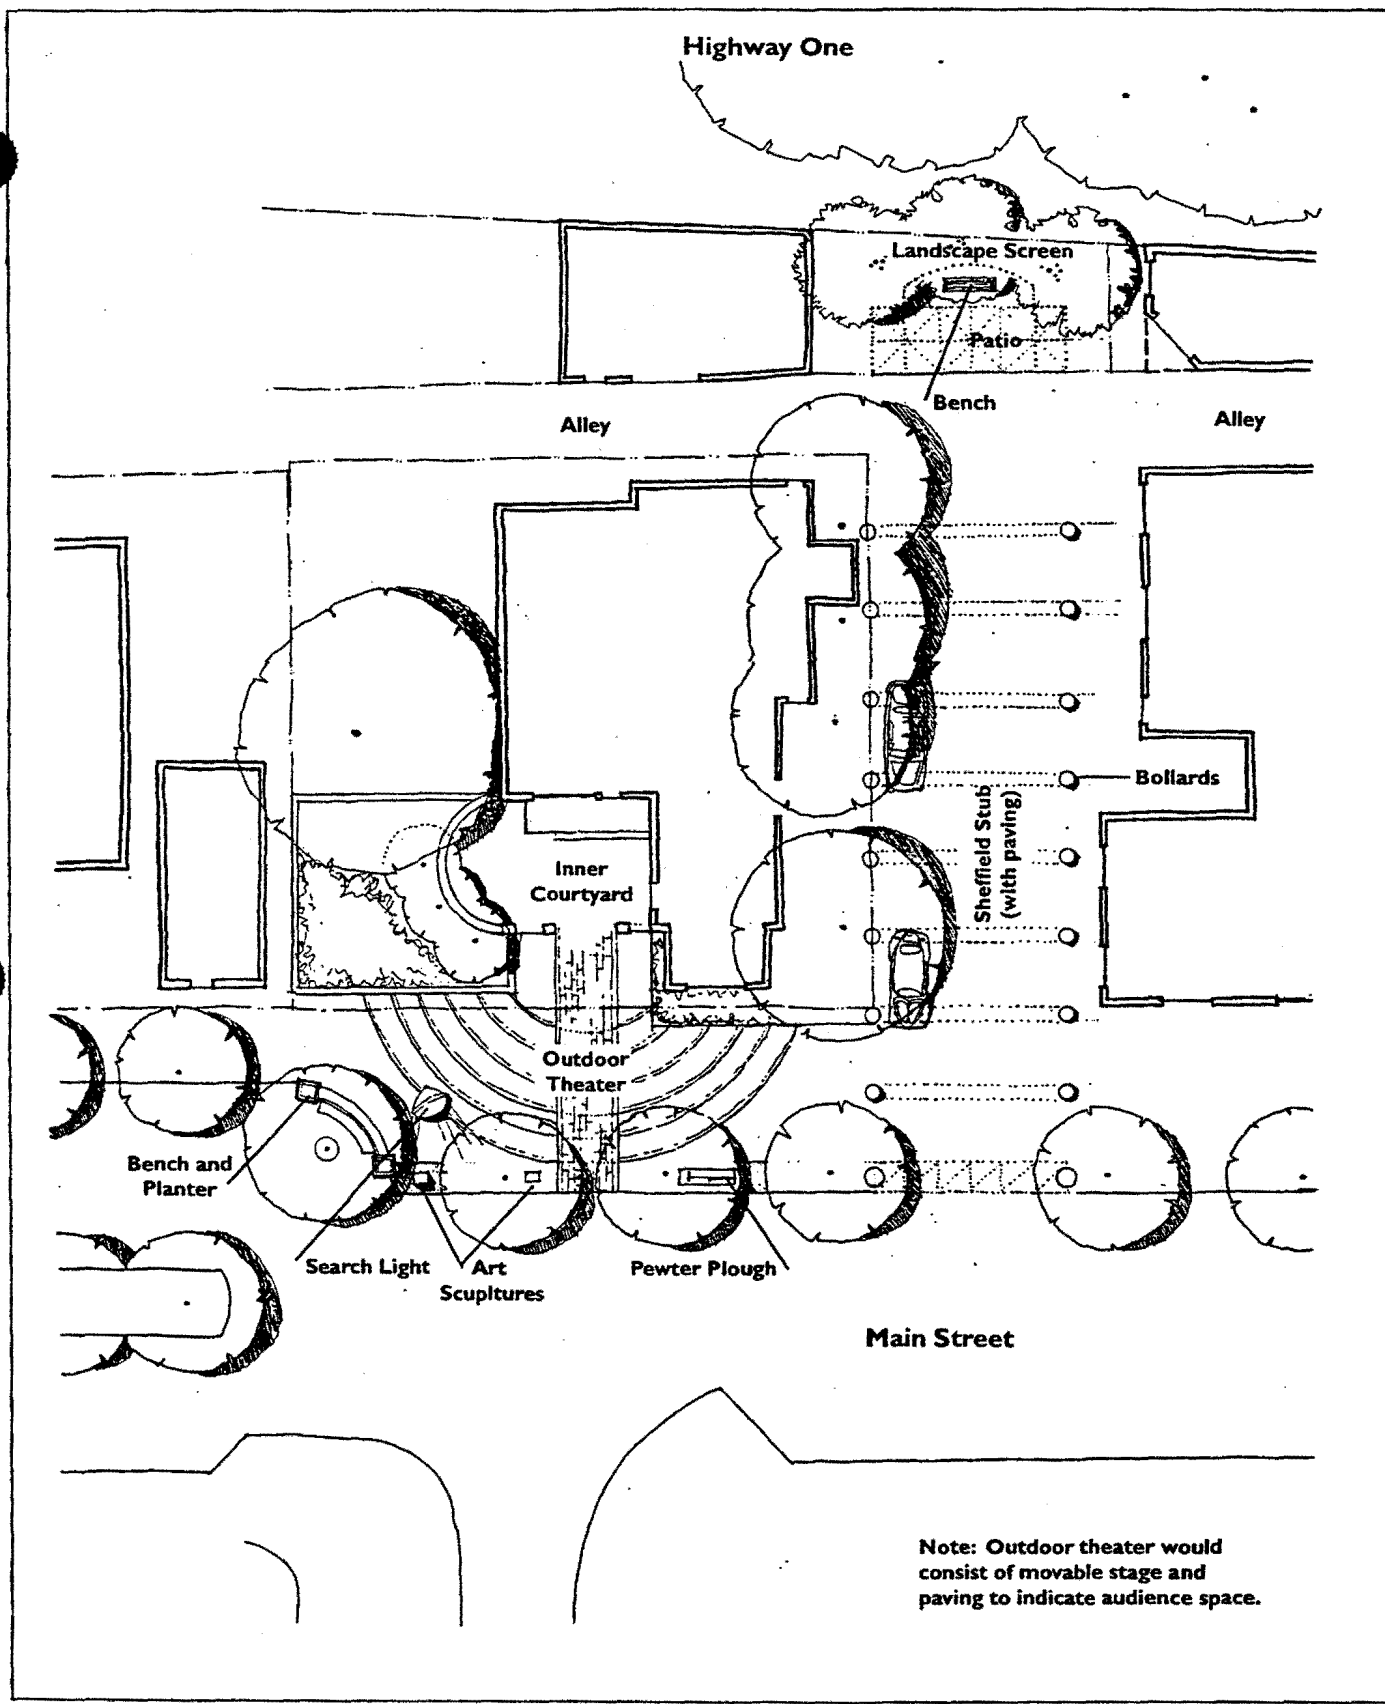 Highway One
Landscape Screen
Patio
Bench
Alley
Alley
Bollards
Sheffield Stub
(with paving)
Inner
Courtyard
Outdoor
Theater
Bench and
Planter
Search Light
Art
Scupltures
Pewter Plough
Main Street
Note: Outdoor theater would
consist of movable stage and
paving to indicate audience space.